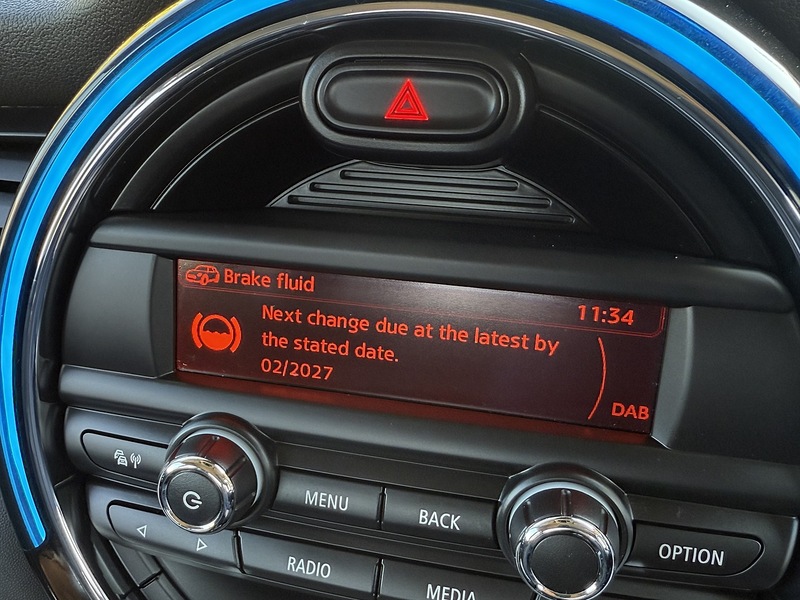 Brake fluid
11:34
Next change due at the latest by
the stated date.
02/2027
DAB
MENU
BACK
OPTION
RADIO
MEDIA